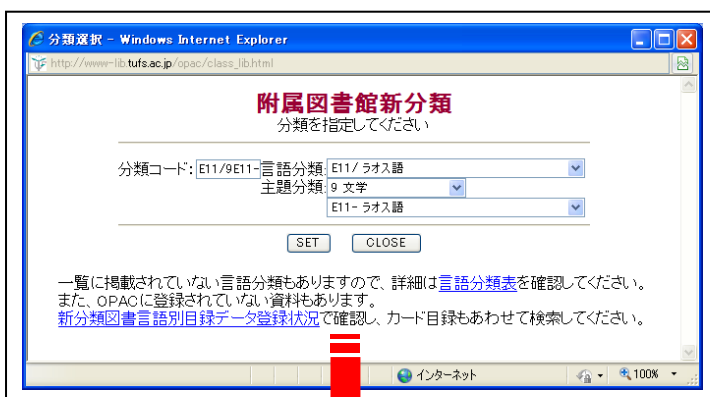 分類選択 - Windows Internet Explorer
http://www-lib.tufs.ac.jp/opac/class_lib.html
附属図書館新分類
分類を指定してください
分類コード: E11/9E11- 言語分類: E11/ ラオス語
主題分類: 9 文学
E11- ラオス語
SET CLOSE
一覧に掲載されていない言語分類もありますので、詳細は言語分類表を確認してください。
また、OPACに登録されていない資料もあります。
新分類図書言語別目録データ登録状況で確認し、カード目録もあわせて検索してください。
インターネット 100%